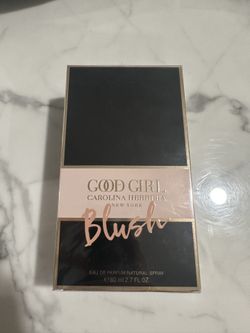 GOOD GIRL
CAROLINA HERRERA
NEW YORK
Blush
EAU DE PARFUM NATURAL SPRAY
℮ 80 ml 2.7 FL.OZ.